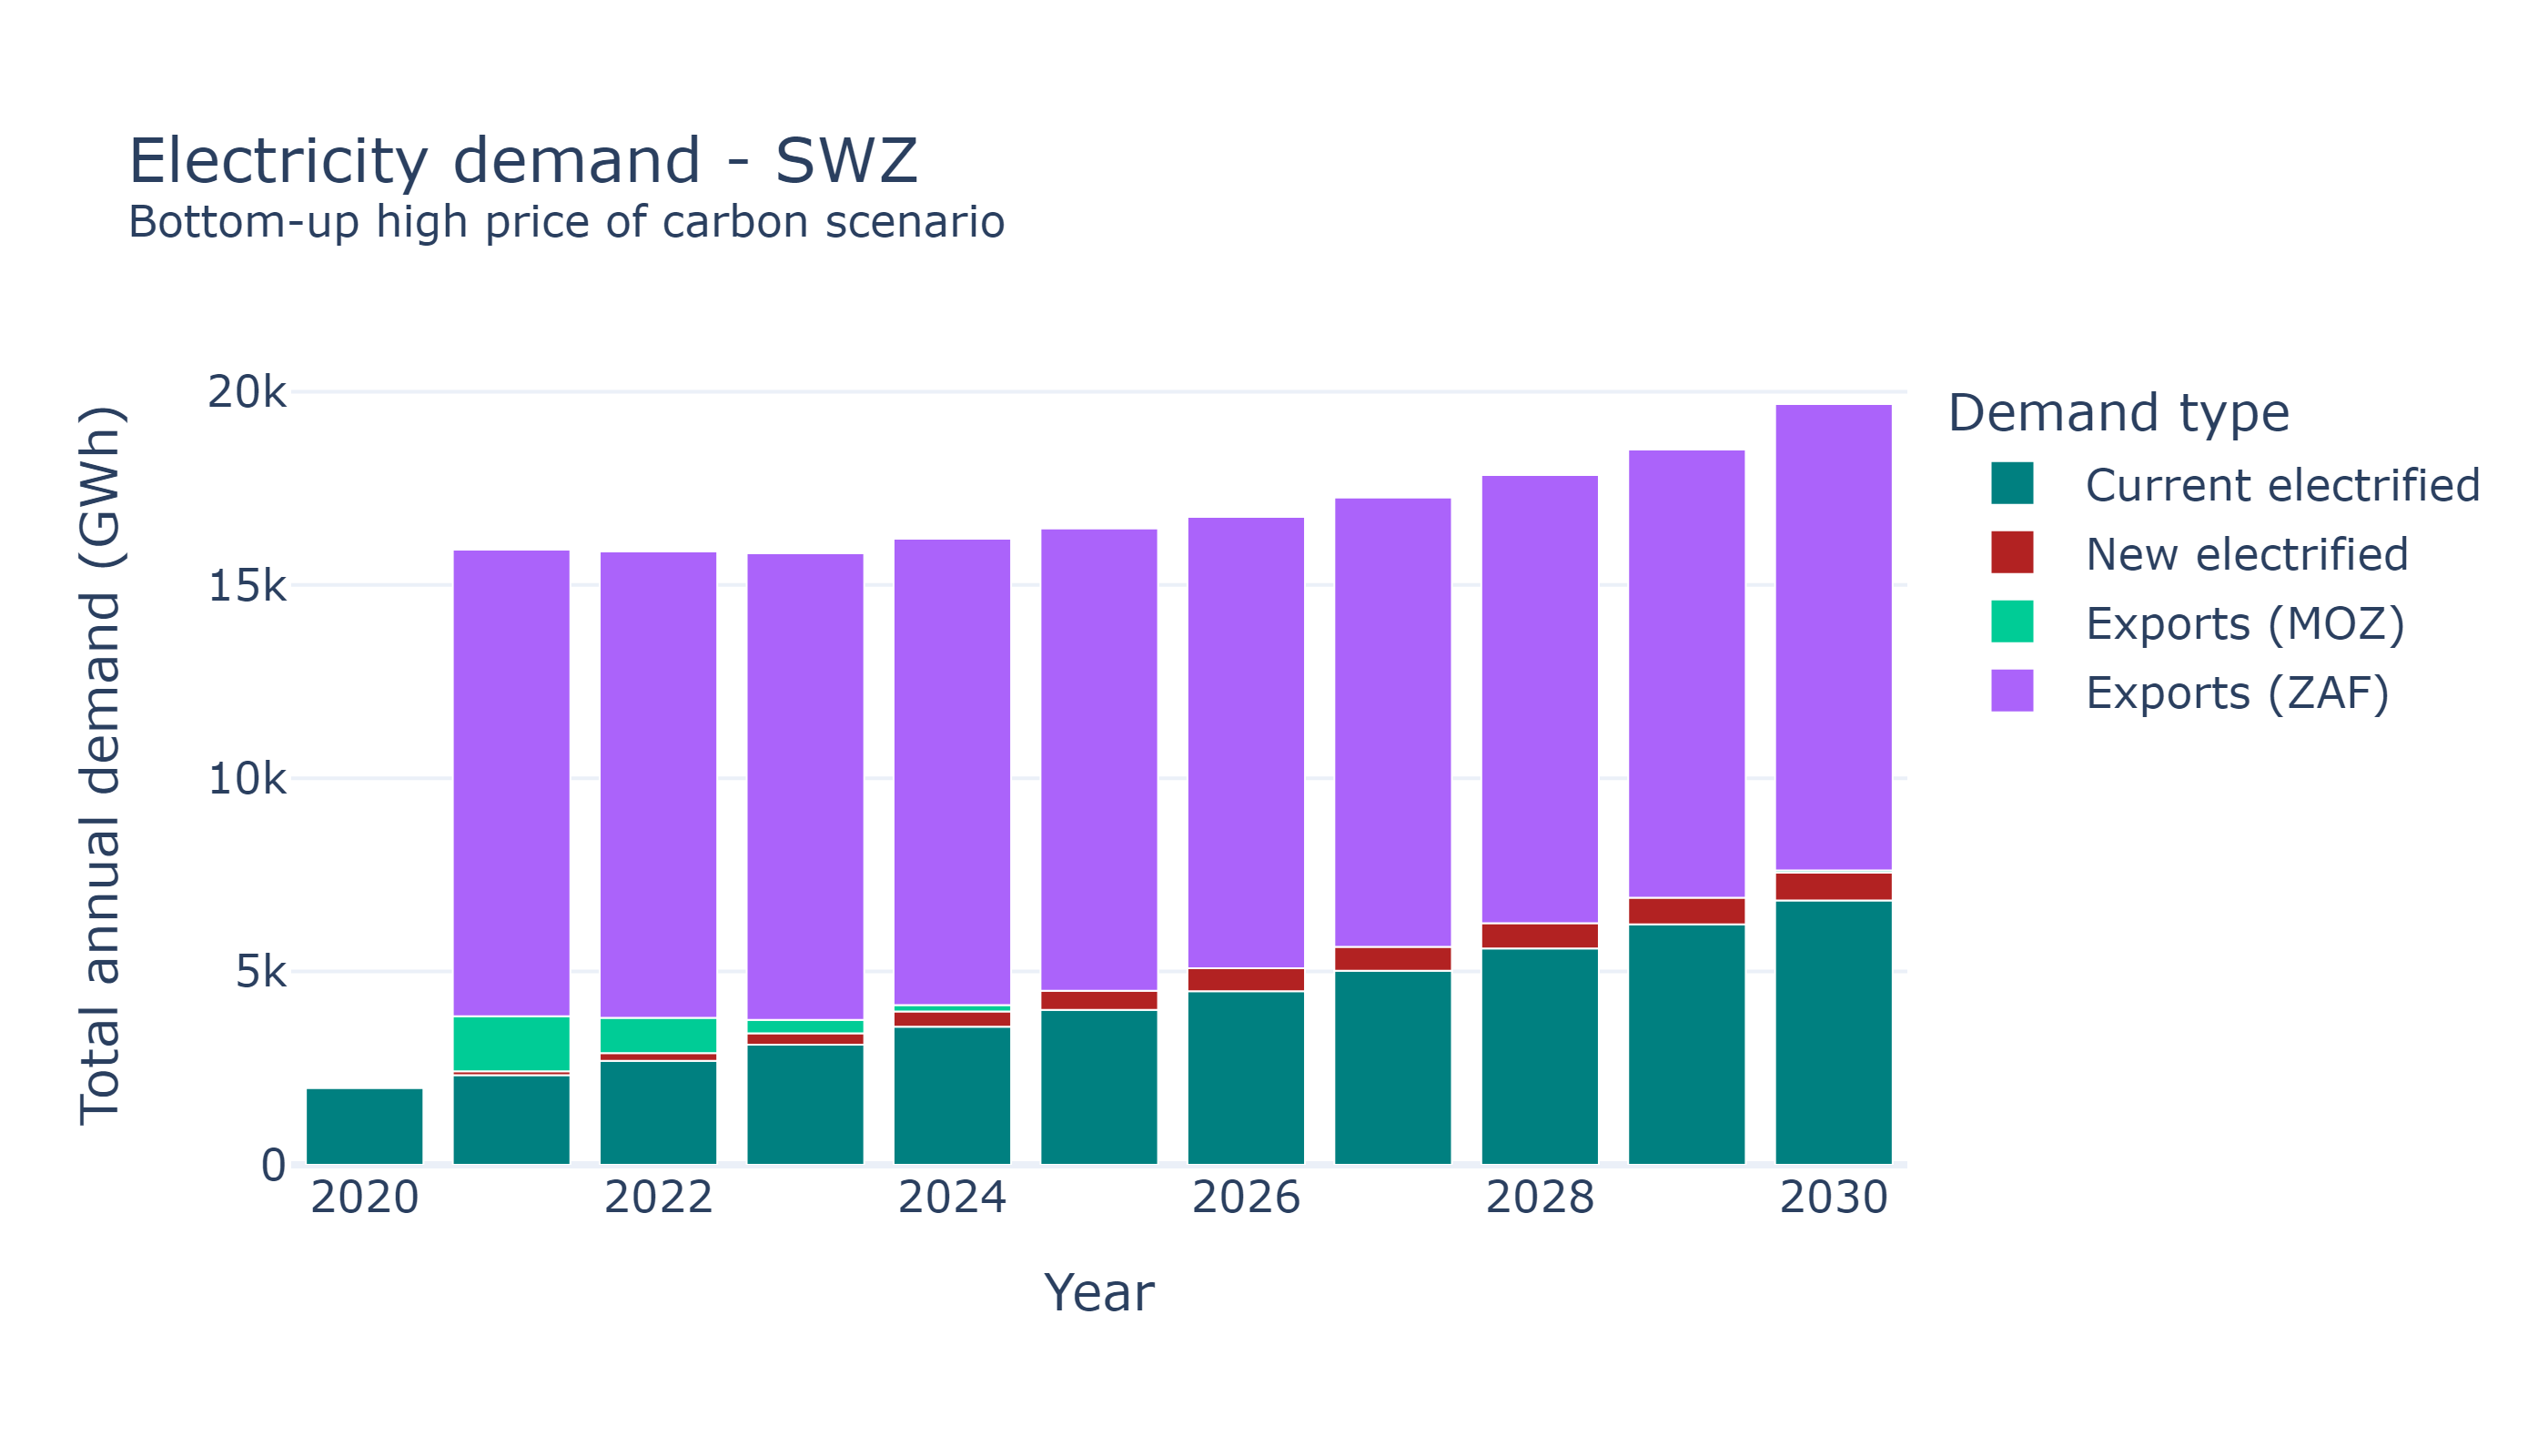 Electricity demand - SWZ
Bottom-up high price of carbon scenario
Total annual demand (GWh)
20k
15k
10k
5k
0
2020
2022
2024
2026
2028
2030
Year
Demand type
Current electrified
New electrified
Exports (MOZ)
Exports (ZAF)